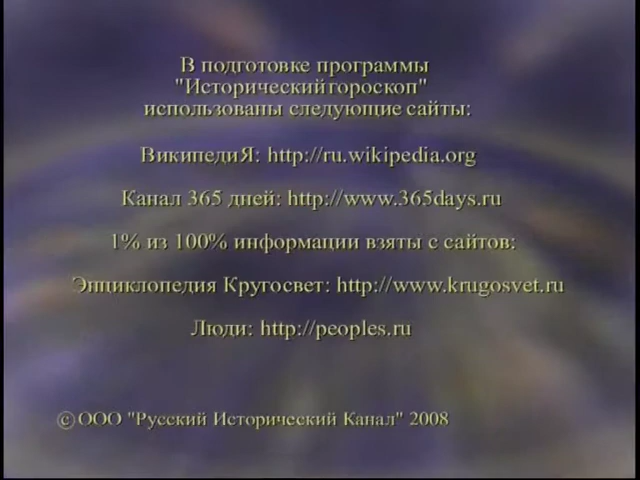 В подготовке программы
"Исторический гороскоп"
использованы следующие сайты:
ВикипедиЯ: http://ru.wikipedia.org
Канал 365 дней: http://www.365days.ru
1% из 100% информации взяты с сайтов:
Энциклопедия Кругосвет: http://www.krugosvet.ru
Люди: http://peoples.ru
© ООО "Русский Исторический Канал" 2008